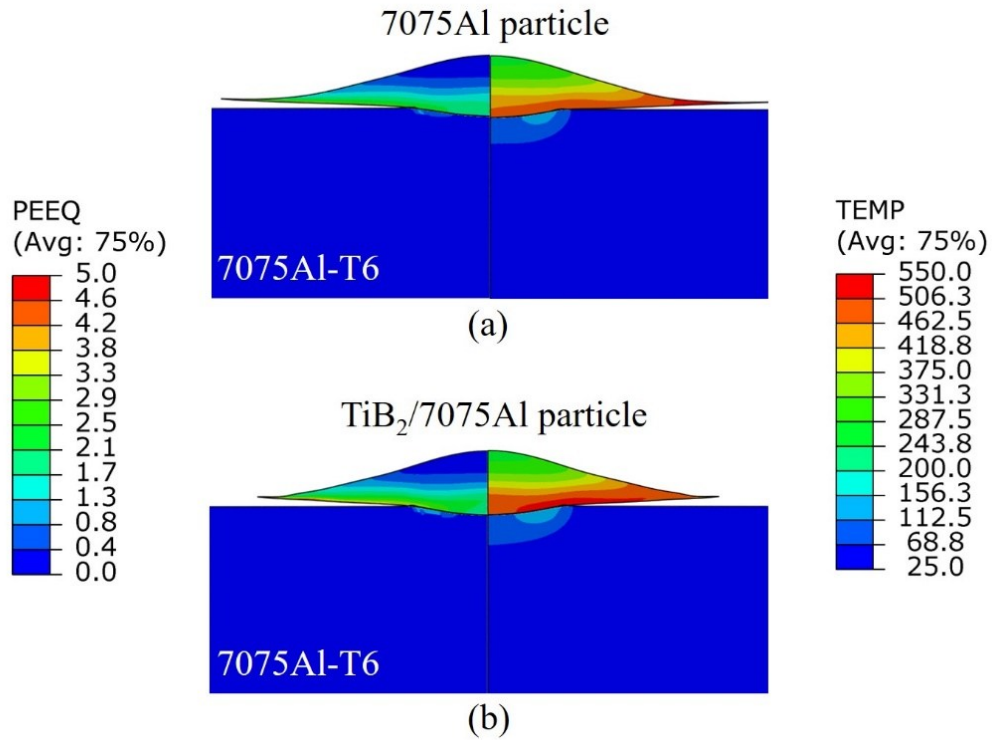 7075Al particle
7075Al-T6
(a)
PEEQ
(Avg: 75%)
5.0
4.6
4.2
3.8
3.3
2.9
2.5
2.1
1.7
1.3
0.8
0.4
0.0
TEMP
(Avg: 75%)
550.0
506.3
462.5
418.8
375.0
331.3
287.5
243.8
200.0
156.3
112.5
68.8
25.0
TiB₂/7075Al particle
7075Al-T6
(b)